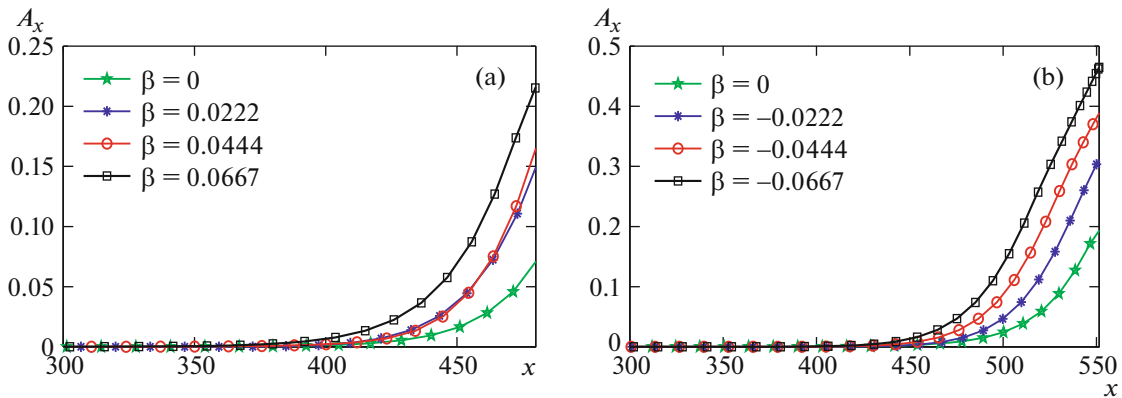 A_x
0.25
0.20
0.15
0.10
0.05
0
300
350
400
450
x
(a)
β = 0
β = 0.0222
β = 0.0444
β = 0.0667
A_x
0.5
0.4
0.3
0.2
0.1
0
300
350
400
450
500
550
x
(b)
β = 0
β = –0.0222
β = –0.0444
β = –0.0667